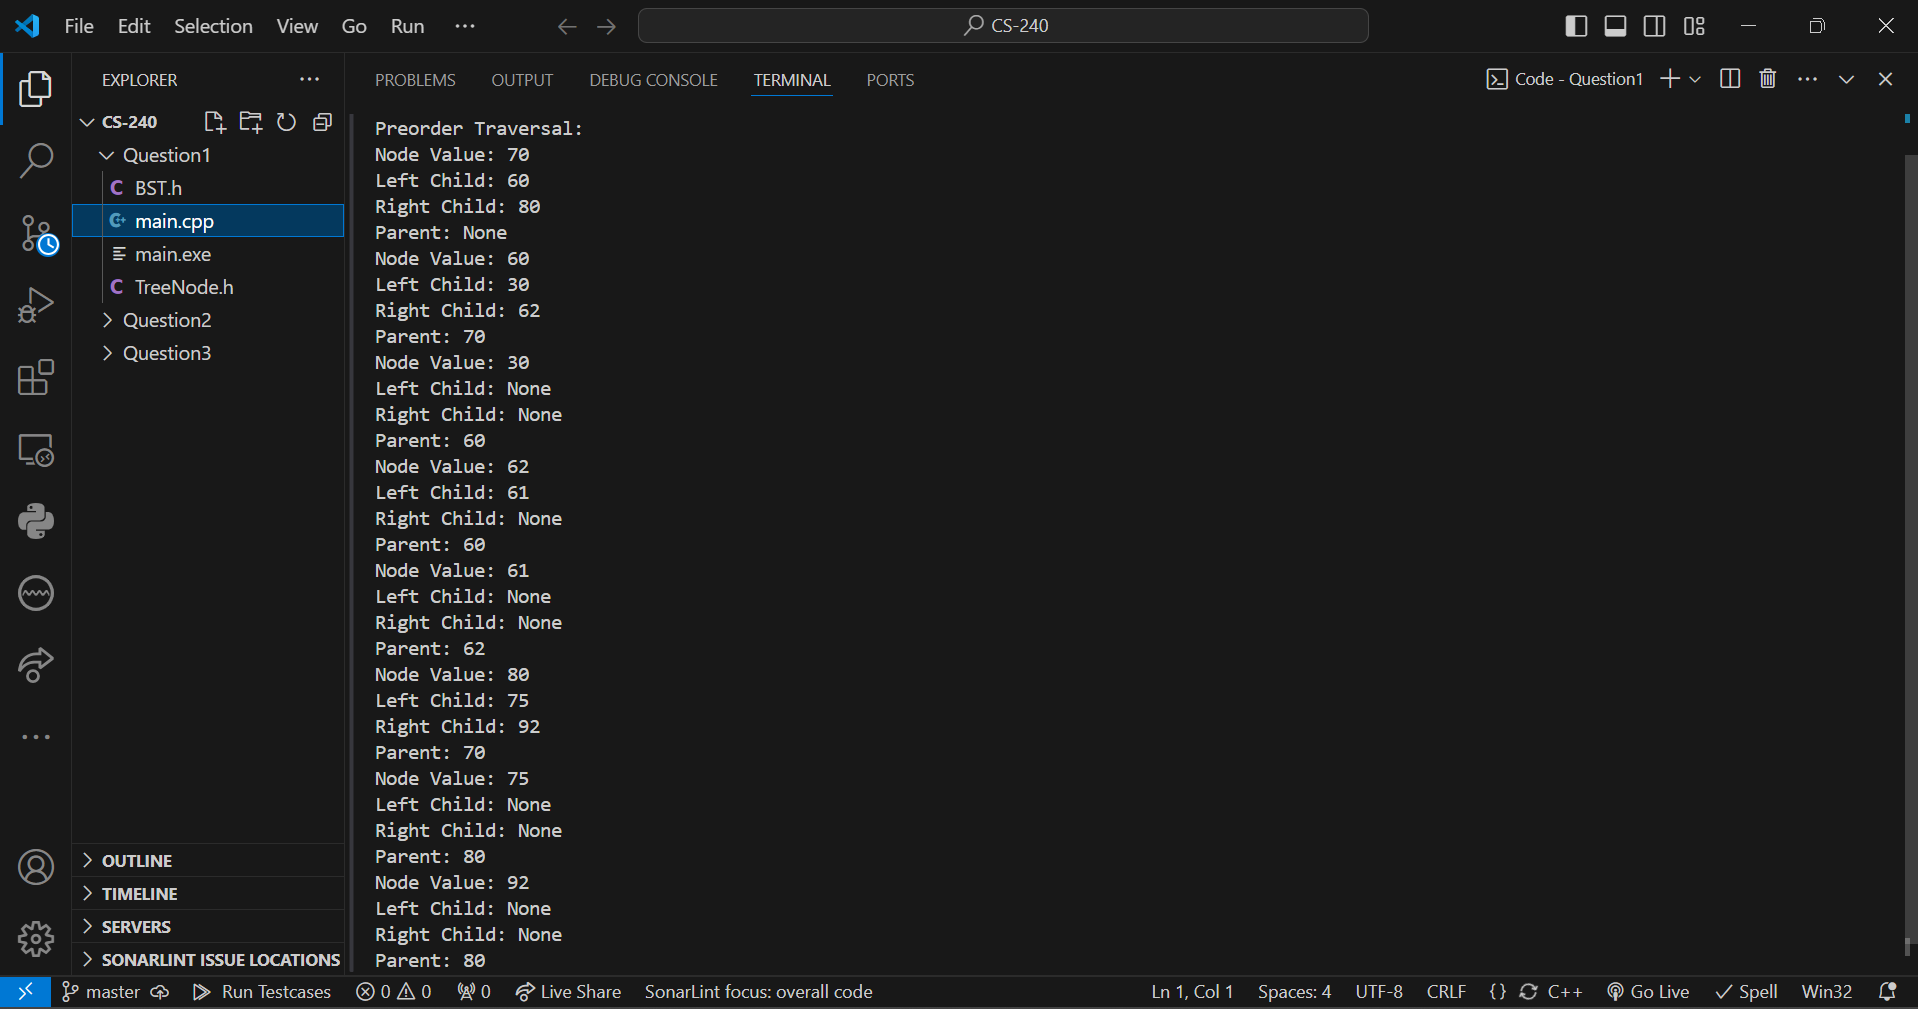 File Edit Selection View Go Run ··· CS-240
EXPLORER ···
CS-240
Question1
BST.h
main.cpp
main.exe
TreeNode.h
Question2
Question3
OUTLINE
TIMELINE
SERVERS
SONARLINT ISSUE LOCATIONS
PROBLEMS OUTPUT DEBUG CONSOLE TERMINAL PORTS Code - Question1
Preorder Traversal:
Node Value: 70
Left Child: 60
Right Child: 80
Parent: None
Node Value: 60
Left Child: 30
Right Child: 62
Parent: 70
Node Value: 30
Left Child: None
Right Child: None
Parent: 60
Node Value: 62
Left Child: 61
Right Child: None
Parent: 60
Node Value: 61
Left Child: None
Right Child: None
Parent: 62
Node Value: 80
Left Child: 75
Right Child: 92
Parent: 70
Node Value: 75
Left Child: None
Right Child: None
Parent: 80
Node Value: 92
Left Child: None
Right Child: None
Parent: 80
master Run Testcases 0 0 0 Live Share SonarLint focus: overall code Ln 1, Col 1 Spaces: 4 UTF-8 CRLF {} C++ Go Live Spell Win32